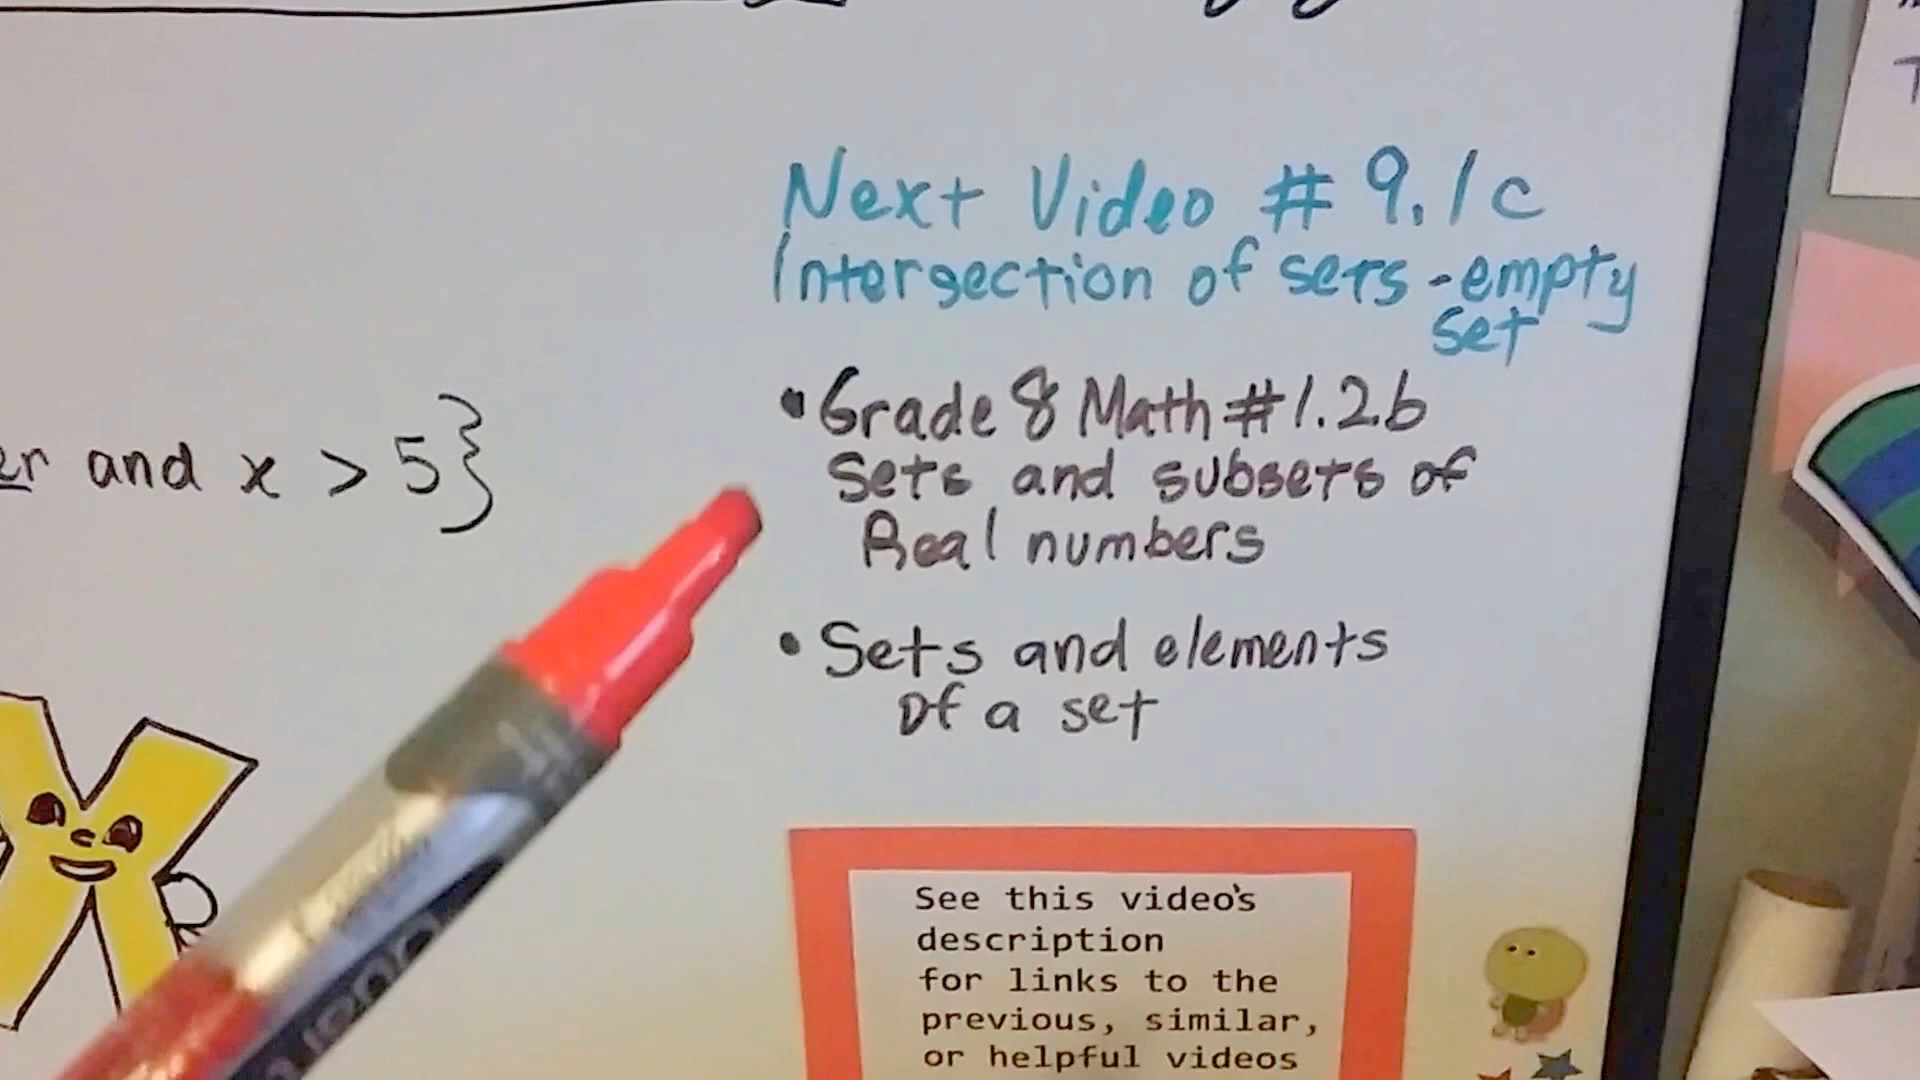 Next Video # 9.1c
Intersection of sets - empty
set
• Grade 8 Math #1.2b
Sets and subsets of
Real numbers
and x > 5}
• Sets and elements
of a set
See this video's
description
for links to the
previous, similar,
or helpful videos